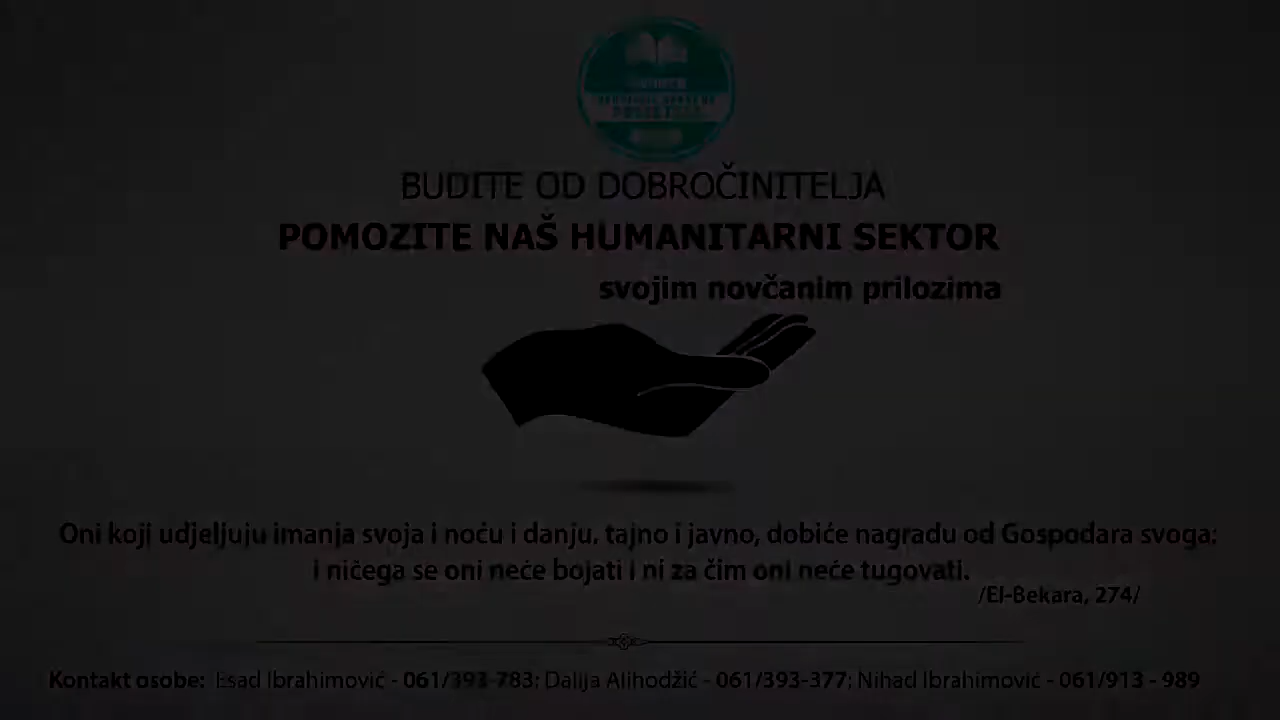 BUDITE OD DOBROČINITELJA
POMOZITE NAŠ HUMANITARNI SEKTOR
svojim novčanim prilozima
Oni koji udjeljuju imanja svoja i noću i danju, tajno i javno, dobiće nagradu od Gospodara svoga;
i ničega se oni neće bojati i ni za čim oni neće tugovati.
/El-Bekara, 274/
Kontakt osobe: Esad Ibrahimović - 061/393-783; Dalija Alihodžić - 061/393-377; Nihad Ibrahimović - 061/913 - 989